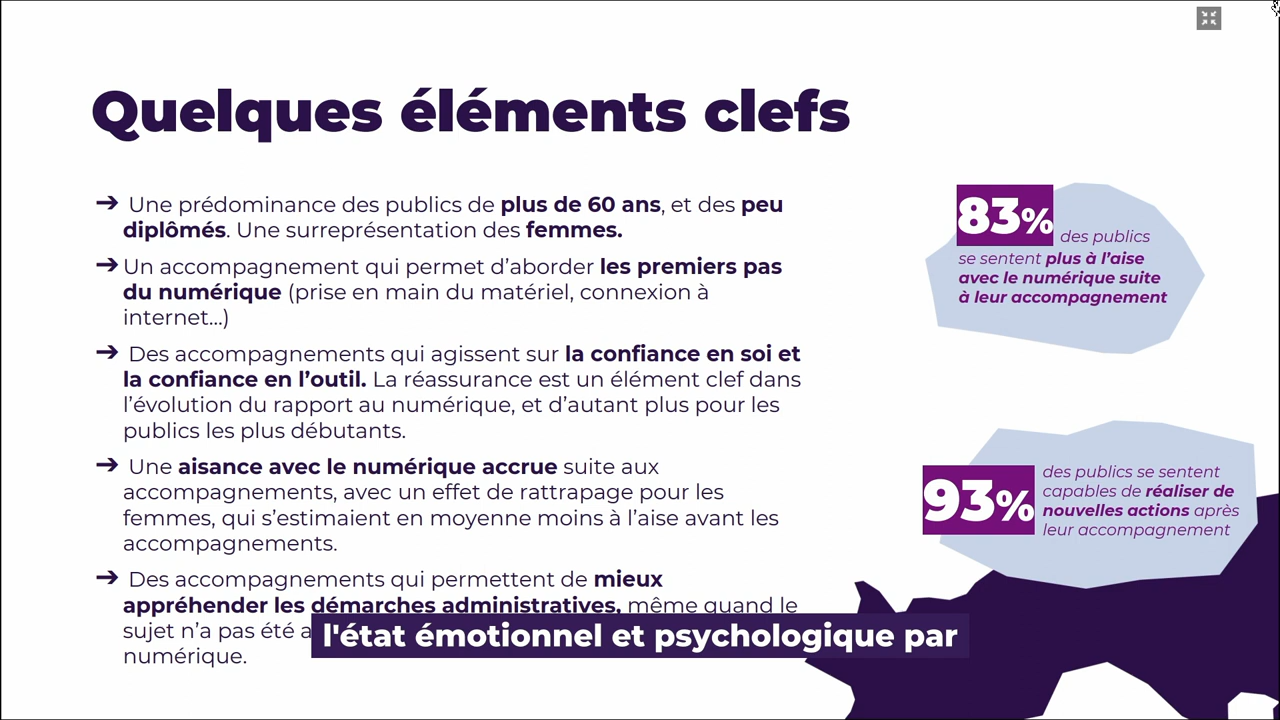 Quelques éléments clefs
➔ Une prédominance des publics de plus de 60 ans, et des peu
diplômés. Une surreprésentation des femmes.
➔ Un accompagnement qui permet d’aborder les premiers pas
du numérique (prise en main du matériel, connexion à
internet...)
➔ Des accompagnements qui agissent sur la confiance en soi et
la confiance en l’outil. La réassurance est un élément clef dans
l’évolution du rapport au numérique, et d’autant plus pour les
publics les plus débutants.
➔ Une aisance avec le numérique accrue suite aux
accompagnements, avec un effet de rattrapage pour les
femmes, qui s’estimaient en moyenne moins à l’aise avant les
accompagnements.
➔ Des accompagnements qui permettent de mieux
appréhender les démarches administratives, même quand le
sujet n’a pas été
numérique.
83% des publics
se sentent plus à l’aise
avec le numérique suite
à leur accompagnement
93%
des publics se sentent
capables de réaliser de
nouvelles actions après
leur accompagnement
l'état émotionnel et psychologique par